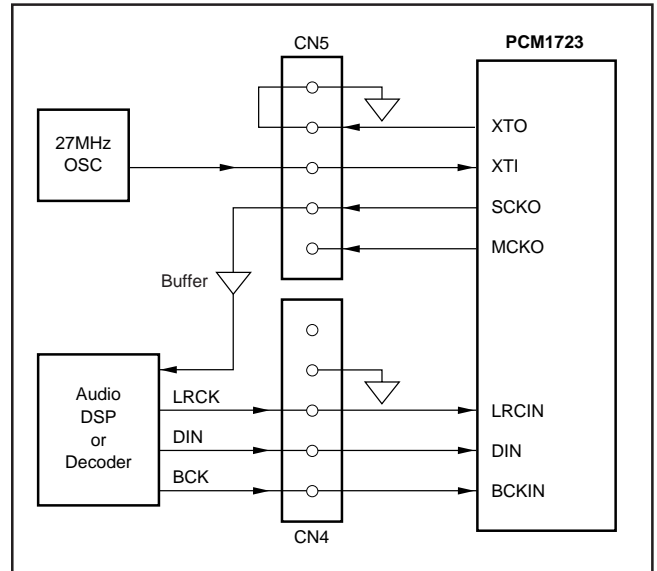 CN5
PCM1723
27MHz
OSC
XTO
XTI
SCKO
MCKO
Buffer
Audio
DSP
or
Decoder
LRCK
DIN
BCK
LRCIN
DIN
BCKIN
CN4